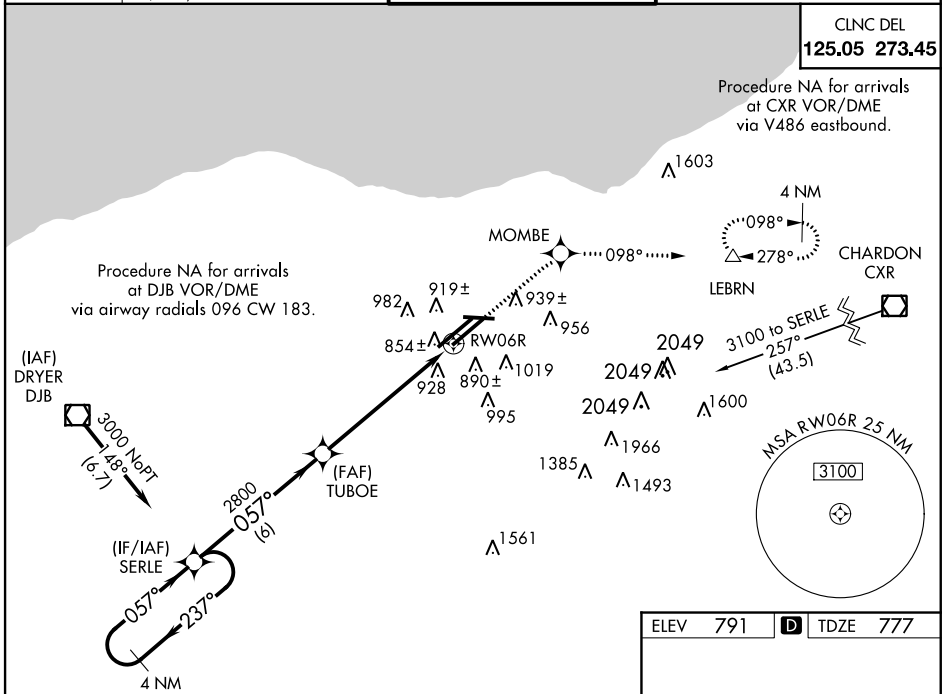 CLNC DEL
125.05 273.45
Procedure NA for arrivals
at CXR VOR/DME
via V486 eastbound.
1603
4 NM
098°
278°
LEBRN
MOMBE
098°
CHARDON
CXR
Procedure NA for arrivals
at DJB VOR/DME
via airway radials 096 CW 183.
982
919±
939±
956
854±
RW06R
928
890±
1019
995
3100 to SERLE
257°
(43.5)
2049
2049
2049
1600
1966
1385
1493
1561
(IAF)
DRYER
DJB
3000 NoPT
148°
(6.7)
(FAF)
TUBOE
2800
057°
(6)
(IF/IAF)
SERLE
057°
237°
4 NM
MSA RW06R 25 NM
3100
ELEV 791 D TDZE 777